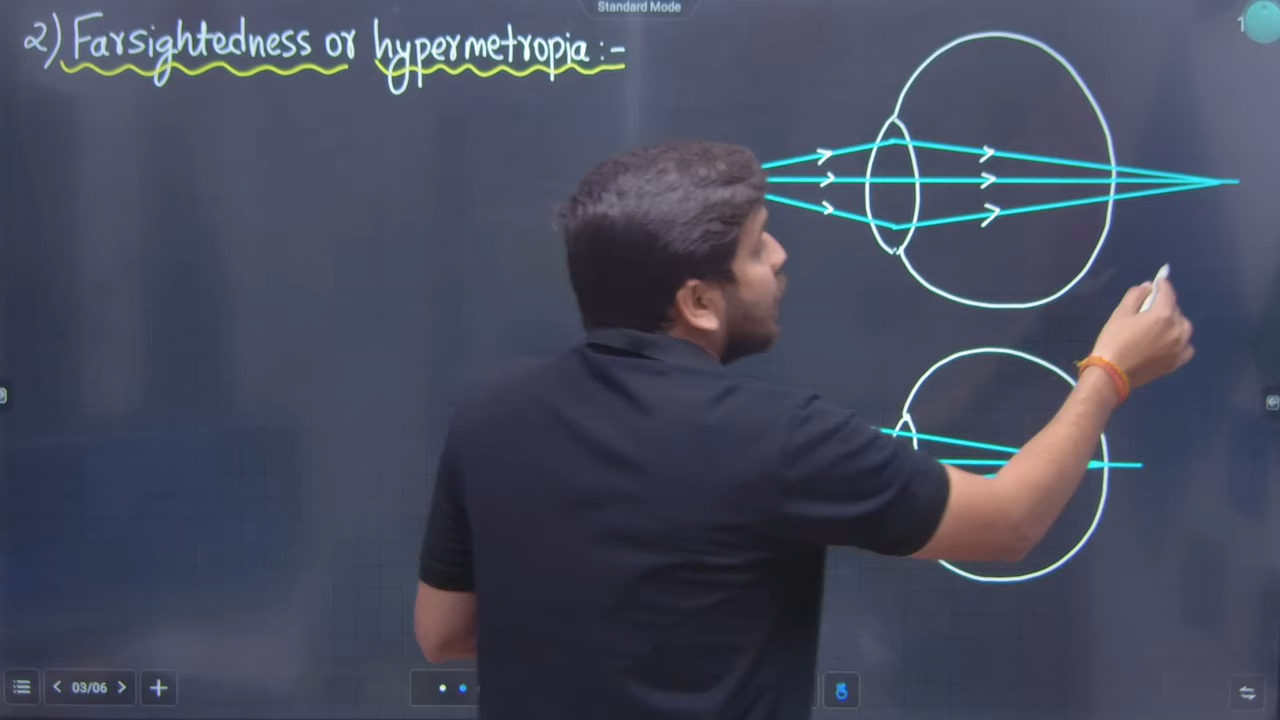 Standard Mode
2) Farsightedness or hypermetropia :-
03/06